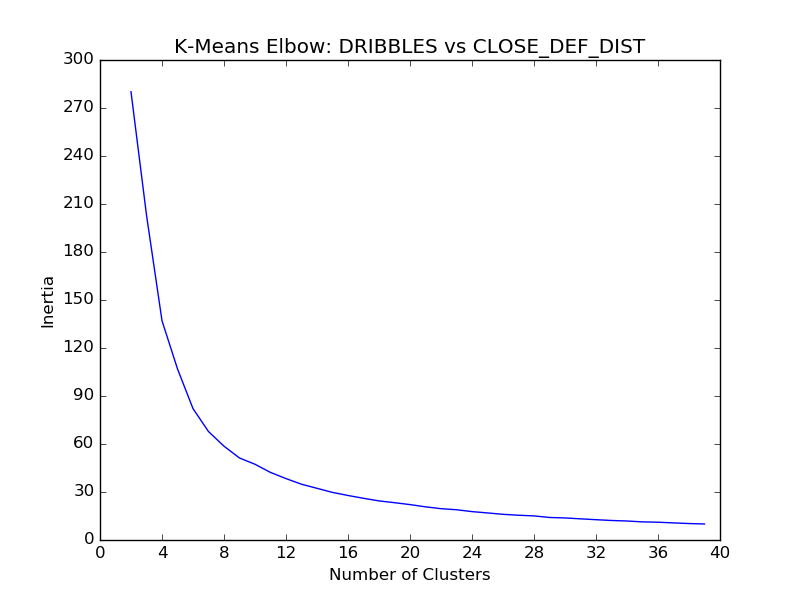 K-Means Elbow: DRIBBLES vs CLOSE_DEF_DIST
300
270
240
210
180
150
120
90
60
30
0
Inertia
0 4 8 12 16 20 24 28 32 36 40
Number of Clusters